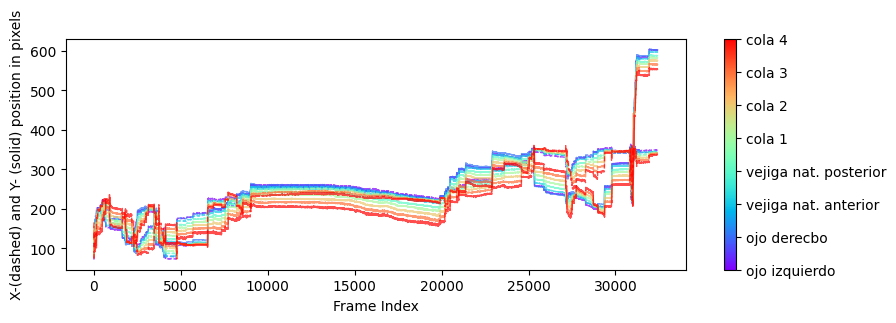 X-(dashed) and Y- (solid) position in pixels
600
500
400
300
200
100
0
5000
10000
15000
20000
25000
30000
Frame Index
cola 4
cola 3
cola 2
cola 1
vejiga nat. posterior
vejiga nat. anterior
ojo derecbo
ojo izquierdo